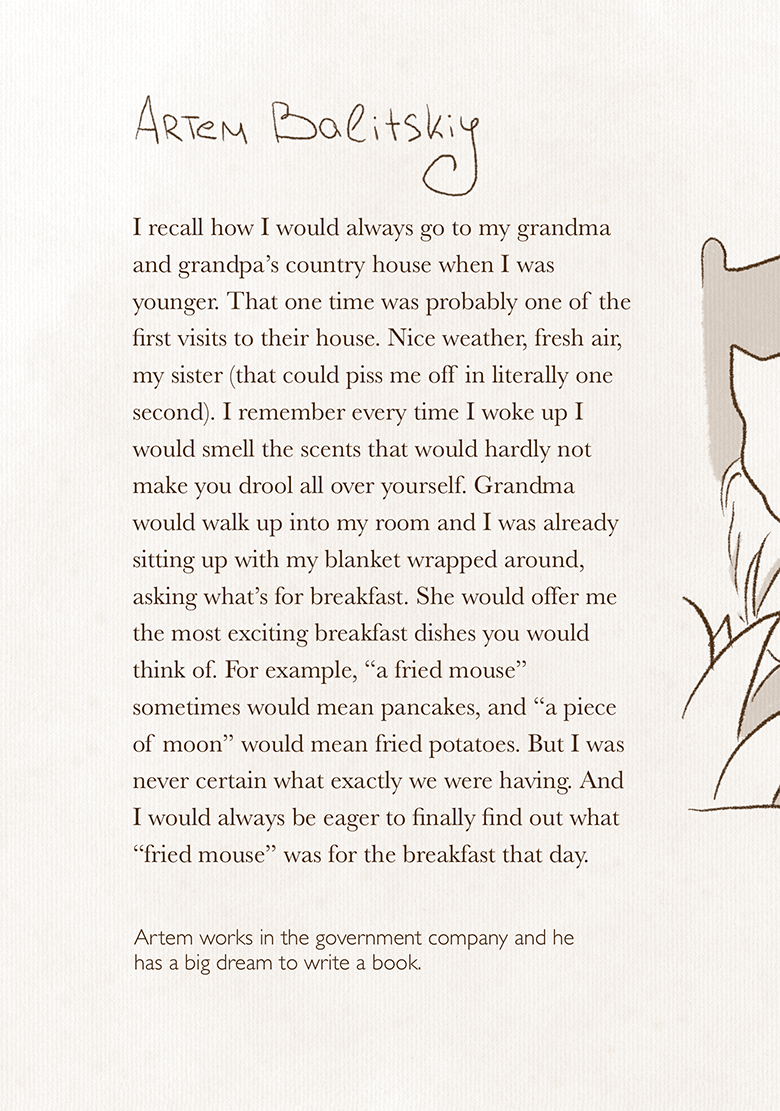 Artem Balitskiy
I recall how I would always go to my grandma
and grandpa’s country house when I was
younger. That one time was probably one of the
first visits to their house. Nice weather, fresh air,
my sister (that could piss me off in literally one
second). I remember every time I woke up I
would smell the scents that would hardly not
make you drool all over yourself. Grandma
would walk up into my room and I was already
sitting up with my blanket wrapped around,
asking what’s for breakfast. She would offer me
the most exciting breakfast dishes you would
think of. For example, “a fried mouse”
sometimes would mean pancakes, and “a piece
of moon” would mean fried potatoes. But I was
never certain what exactly we were having. And
I would always be eager to finally find out what
“fried mouse” was for the breakfast that day.
Artem works in the government company and he
has a big dream to write a book.